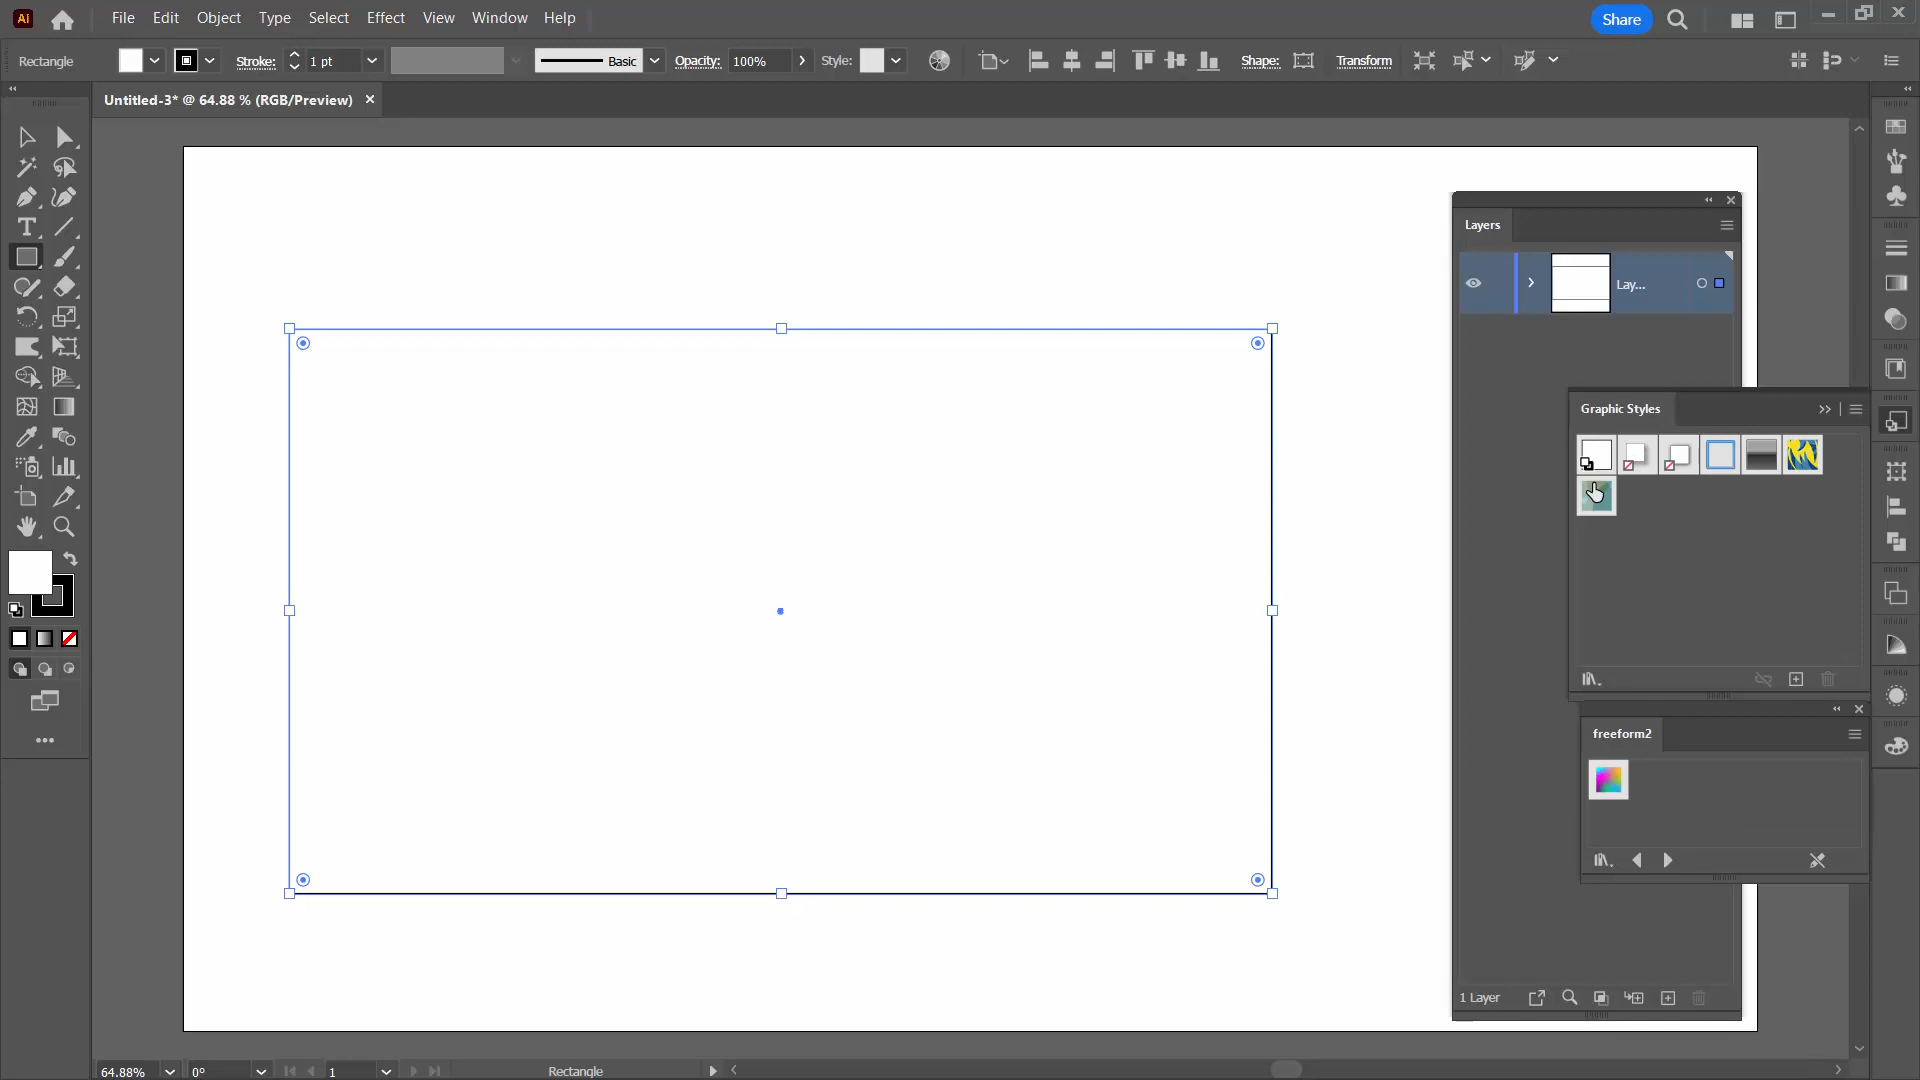 Ai File Edit Object Type Select Effect View Window Help Share
Rectangle Stroke: 1 pt Basic Opacity: 100% Style: Shape: Transform
Untitled-3* @ 64.88 % (RGB/Preview)
Layers
Lay...
Graphic Styles
freeform2
1 Layer
64.88% 0° 1 Rectangle